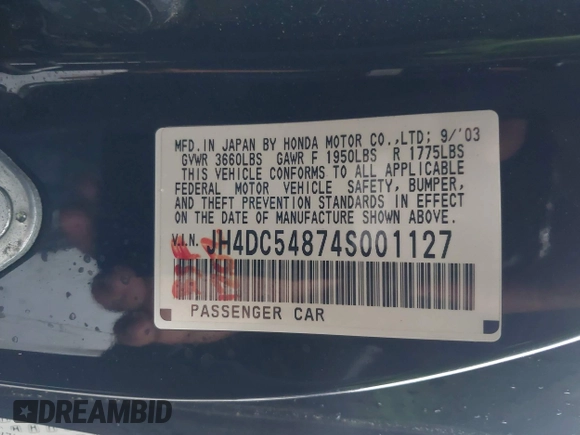 MFD. IN JAPAN BY HONDA MOTOR CO.,LTD; 9/'03
GVWR 3660LBS GAWR F 1950LBS R 1775LBS
THIS VEHICLE CONFORMS TO ALL APPLICABLE
FEDERAL MOTOR VEHICLE SAFETY, BUMPER,
AND THEFT PREVENTION STANDARDS IN EFFECT
ON THE DATE OF MANUFACTURE SHOWN ABOVE.
V.I.N. JH4DC54874S001127
PASSENGER CAR
DREAMBID